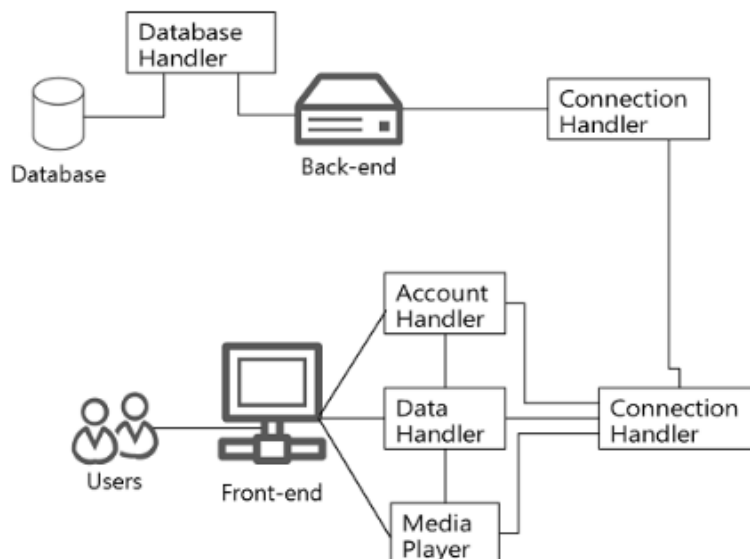 Database
Handler
Connection
Handler
Back-end
Database
Account
Handler
Data
Handler
Connection
Handler
Users
Front-end
Media
Player